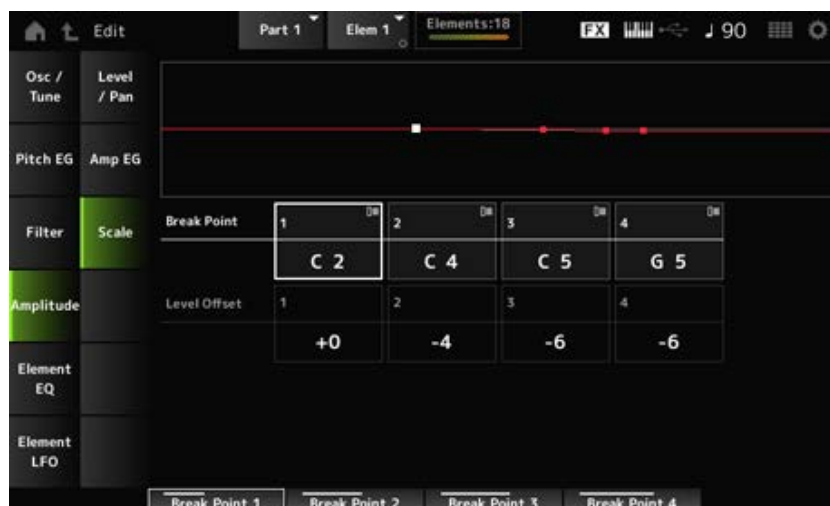 Edit
Part 1
Elem 1
Elements:18
FX
♩ 90
Osc /
Tune
Level
/ Pan
Pitch EG
Amp EG
Filter
Scale
Amplitude
Element
EQ
Element
LFO
Break Point
1
2
3
4
C 2
C 4
C 5
G 5
Level Offset
1
2
3
4
+0
-4
-6
-6
Break Point 1
Break Point 2
Break Point 3
Break Point 4